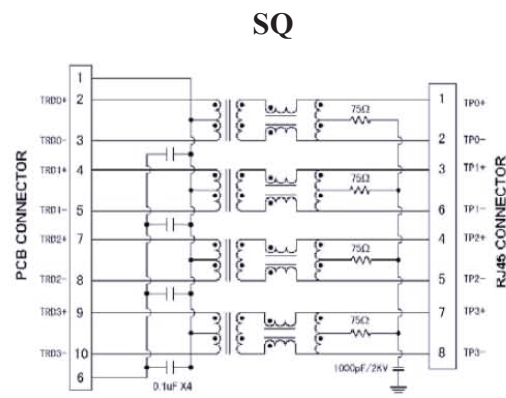 SQ
PCB CONNECTOR
1
TRD0+ 2
TRD0- 3
TRD1+ 4
TRD1- 5
TRD2+ 7
TRD2- 8
TRD3+ 9
TRD3- 10
6
0.1uF X4
75Ω
75Ω
75Ω
75Ω
1000pF/2KV
1 TP0+
2 TP0-
3 TP1+
6 TP1-
4 TP2+
5 TP2-
7 TP3+
8 TP3-
RJ45 CONNECTOR